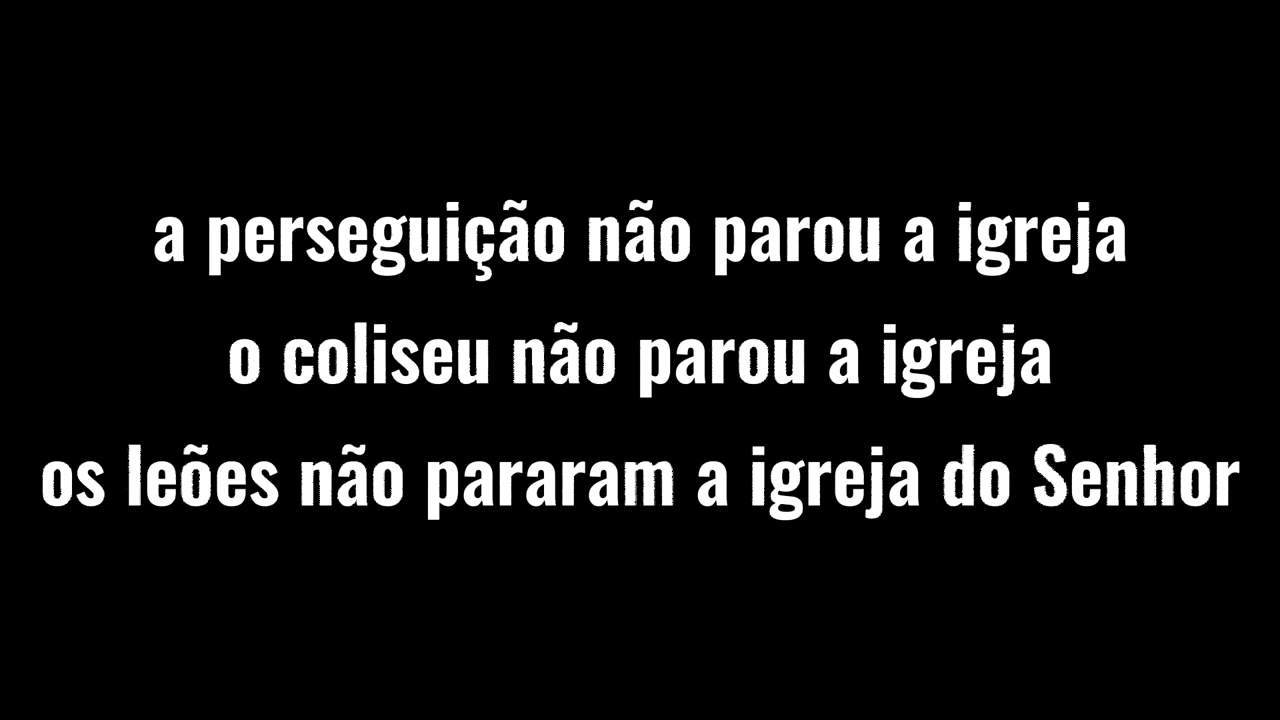 a perseguição não parou a igreja
o coliseu não parou a igreja
os leões não pararam a igreja do Senhor